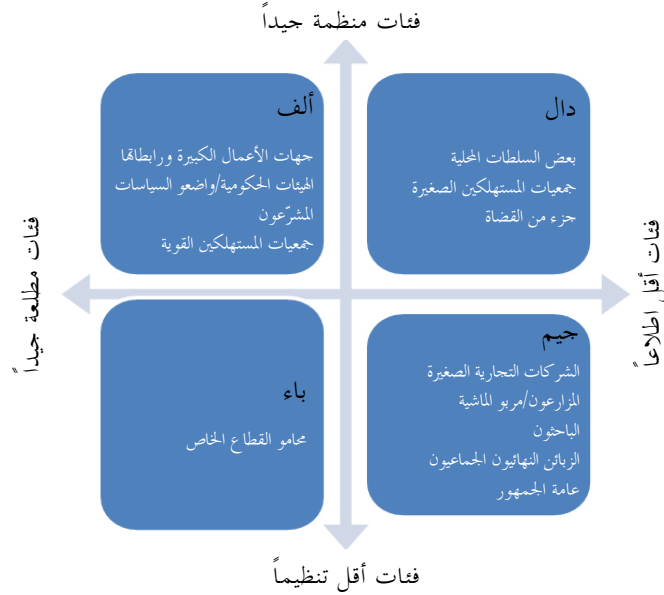 فئات منظمة جيداً
ألف
جهات الأعمال الكبيرة ورابطاتها
الهيئات الحكومية/واضعو السياسات
المشرّعون
جمعيات المستهلكين القوية
دال
بعض السلطات المحلية
جمعيات المستهلكين الصغيرة
جزء من القضاة
فئات مطلعة جيداً
فئات أقل اطلاعاً
باء
محامو القطاع الخاص
جيم
الشركات التجارية الصغيرة
المزارعون/مربو الماشية
الباحثون
الزبائن النهائيون الجماعيون
عامة الجمهور
فئات أقل تنظيماً